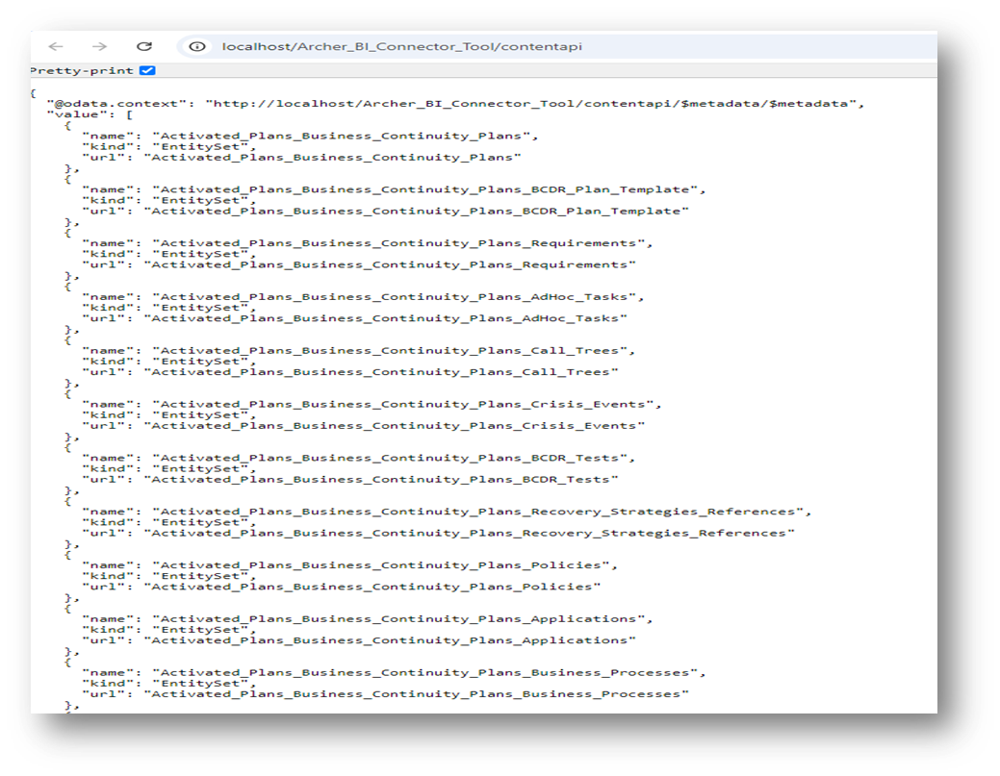 localhost/Archer_BI_Connector_Tool/contentapi
Pretty-print
{
"@odata.context": "http://localhost/Archer_BI_Connector_Tool/contentapi/$metadata/$metadata",
"value": [
{
"name": "Activated_Plans_Business_Continuity_Plans",
"kind": "EntitySet",
"url": "Activated_Plans_Business_Continuity_Plans"
},
{
"name": "Activated_Plans_Business_Continuity_Plans_BCDR_Plan_Template",
"kind": "EntitySet",
"url": "Activated_Plans_Business_Continuity_Plans_BCDR_Plan_Template"
},
{
"name": "Activated_Plans_Business_Continuity_Plans_Requirements",
"kind": "EntitySet",
"url": "Activated_Plans_Business_Continuity_Plans_Requirements"
},
{
"name": "Activated_Plans_Business_Continuity_Plans_AdHoc_Tasks",
"kind": "EntitySet",
"url": "Activated_Plans_Business_Continuity_Plans_AdHoc_Tasks"
},
{
"name": "Activated_Plans_Business_Continuity_Plans_Call_Trees",
"kind": "EntitySet",
"url": "Activated_Plans_Business_Continuity_Plans_Call_Trees"
},
{
"name": "Activated_Plans_Business_Continuity_Plans_Crisis_Events",
"kind": "EntitySet",
"url": "Activated_Plans_Business_Continuity_Plans_Crisis_Events"
},
{
"name": "Activated_Plans_Business_Continuity_Plans_BCDR_Tests",
"kind": "EntitySet",
"url": "Activated_Plans_Business_Continuity_Plans_BCDR_Tests"
},
{
"name": "Activated_Plans_Business_Continuity_Plans_Recovery_Strategies_References",
"kind": "EntitySet",
"url": "Activated_Plans_Business_Continuity_Plans_Recovery_Strategies_References"
},
{
"name": "Activated_Plans_Business_Continuity_Plans_Policies",
"kind": "EntitySet",
"url": "Activated_Plans_Business_Continuity_Plans_Policies"
},
{
"name": "Activated_Plans_Business_Continuity_Plans_Applications",
"kind": "EntitySet",
"url": "Activated_Plans_Business_Continuity_Plans_Applications"
},
{
"name": "Activated_Plans_Business_Continuity_Plans_Business_Processes",
"kind": "EntitySet",
"url": "Activated_Plans_Business_Continuity_Plans_Business_Processes"
},